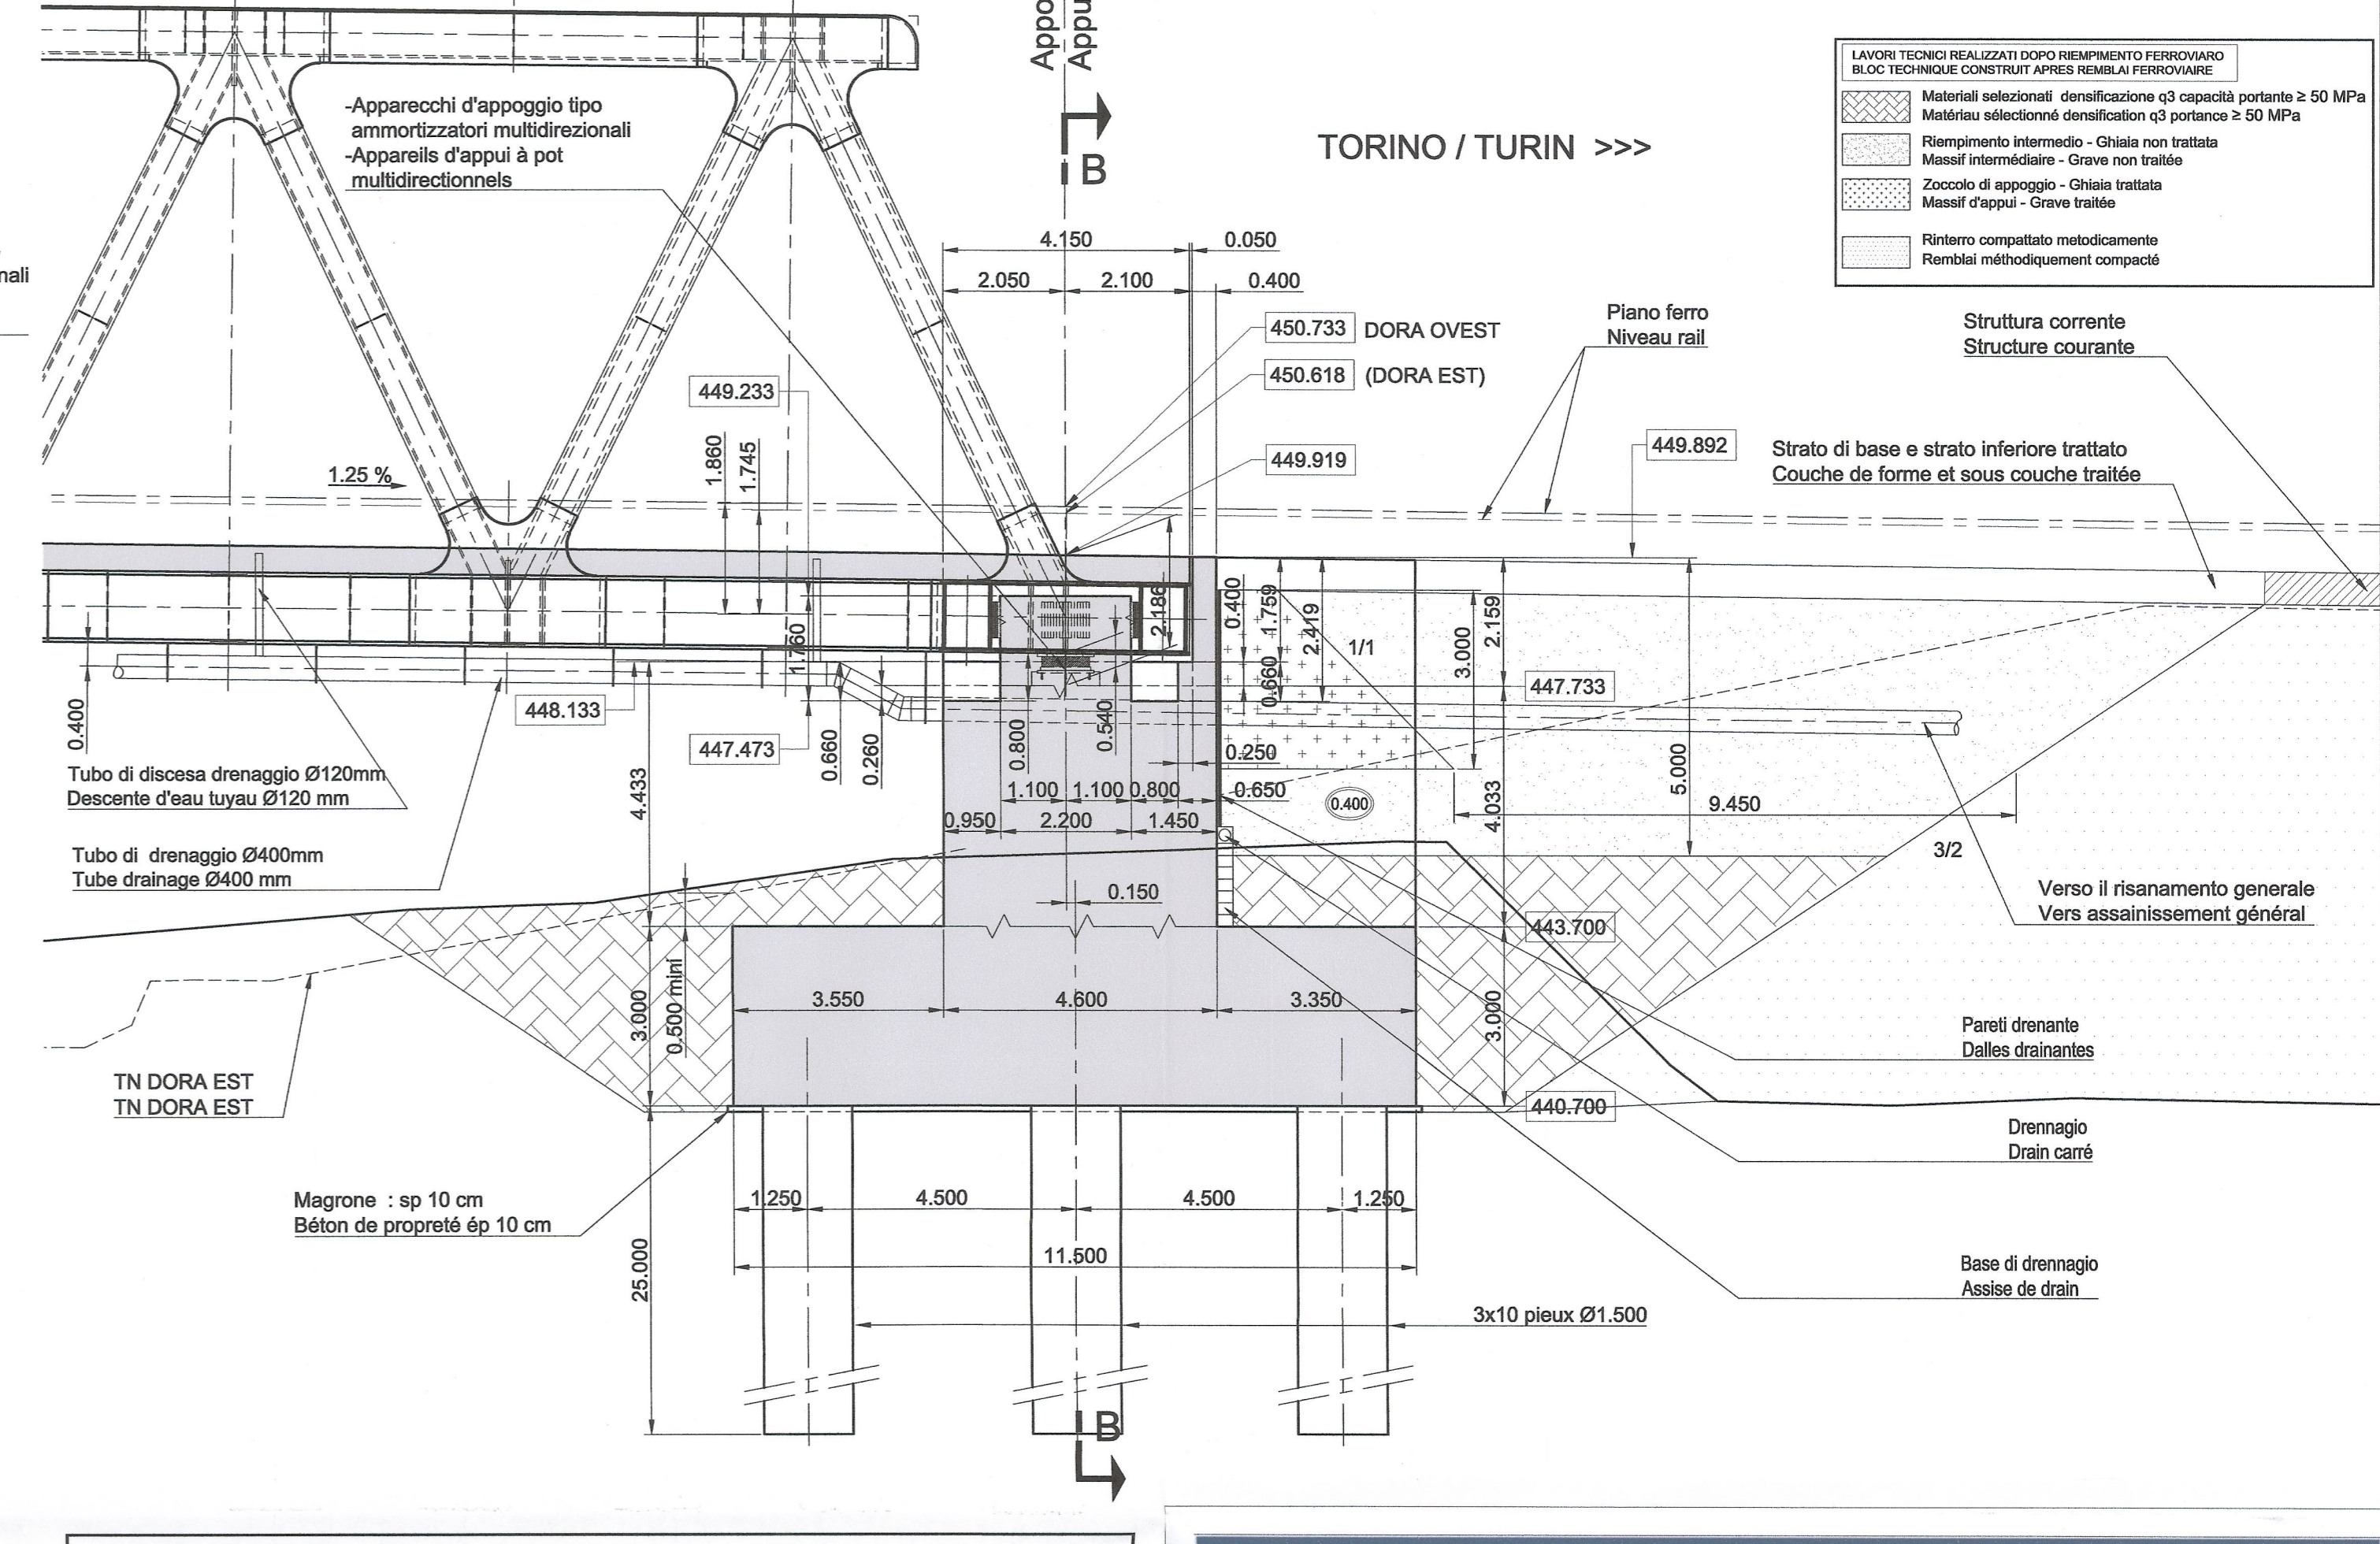 Appo
Appu
LAVORI TECNICI REALIZZATI DOPO RIEMPIMENTO FERROVIARO
BLOC TECHNIQUE CONSTRUIT APRES REMBLAI FERROVIAIRE
Materiali selezionati densificazione q3 capacità portante ≥ 50 MPa
Matériau sélectionné densification q3 portance ≥ 50 MPa
Riempimento intermedio - Ghiaia non trattata
Massif intermédiaire - Grave non traitée
Zoccolo di appoggio - Ghiaia trattata
Massif d'appui - Grave traitée
Rinterro compattato metodicamente
Remblai méthodiquement compacté
-Apparecchi d'appoggio tipo
ammortizzatori multidirezionali
-Appareils d'appui à pot
multidirectionnels
B
TORINO / TURIN >>>
nali
4.150
0.050
2.050
2.100
0.400
450.733 DORA OVEST
450.618 (DORA EST)
449.919
Piano ferro
Niveau rail
Struttura corrente
Structure courante
449.892
Strato di base e strato inferiore trattato
Couche de forme et sous couche traitée
449.233
1.860
1.745
1.25 %
1.760
2.186
0.400
1.759
2.419
1/1
3.000
2.159
0.660
448.133
447.733
447.473
0.400
0.660
0.260
0.800
0.540
0.250
5.000
Tubo di discesa drenaggio Ø120mm
Descente d'eau tuyau Ø120 mm
4.433
1.100
1.100
0.800
0.650
0.400
4.033
9.450
0.950
2.200
1.450
3/2
Tubo di drenaggio Ø400mm
Tube drainage Ø400 mm
0.150
Verso il risanamento generale
Vers assainissement général
443.700
3.000
0.500 mini
3.550
4.600
3.350
3.000
Pareti drenante
Dalles drainantes
TN DORA EST
TN DORA EST
440.700
Drennagio
Drain carré
Magrone : sp 10 cm
Béton de propreté ép 10 cm
1.250
4.500
4.500
1.250
25.000
11.500
Base di drennagio
Assise de drain
3x10 pieux Ø1.500
B